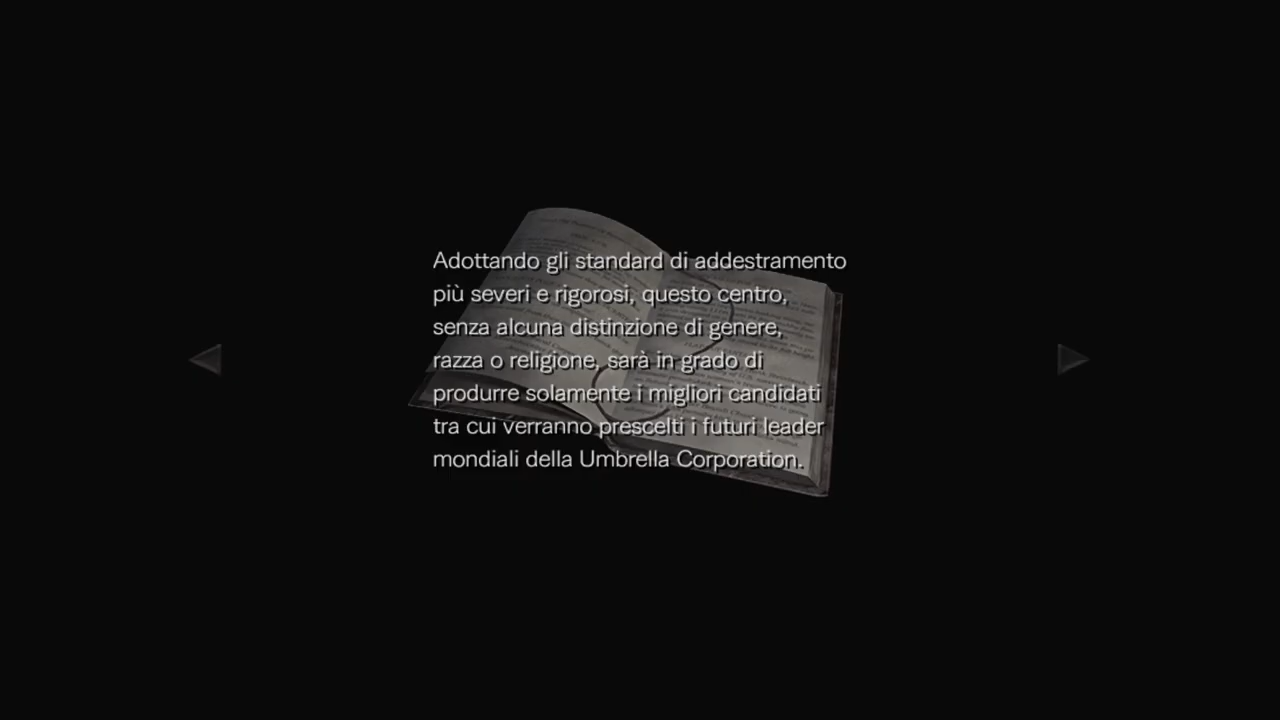 Adottando gli standard di addestramento
più severi e rigorosi, questo centro,
senza alcuna distinzione di genere,
razza o religione, sarà in grado di
produrre solamente i migliori candidati
tra cui verranno prescelti i futuri leader
mondiali della Umbrella Corporation.